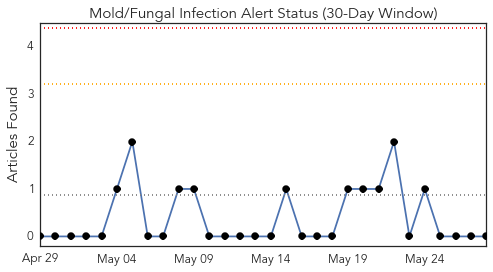 Mold/Fungal Infection Alert Status (30-Day Window)
Articles Found
4
3
2
1
0
Apr 29 May 04 May 09 May 14 May 19 May 24